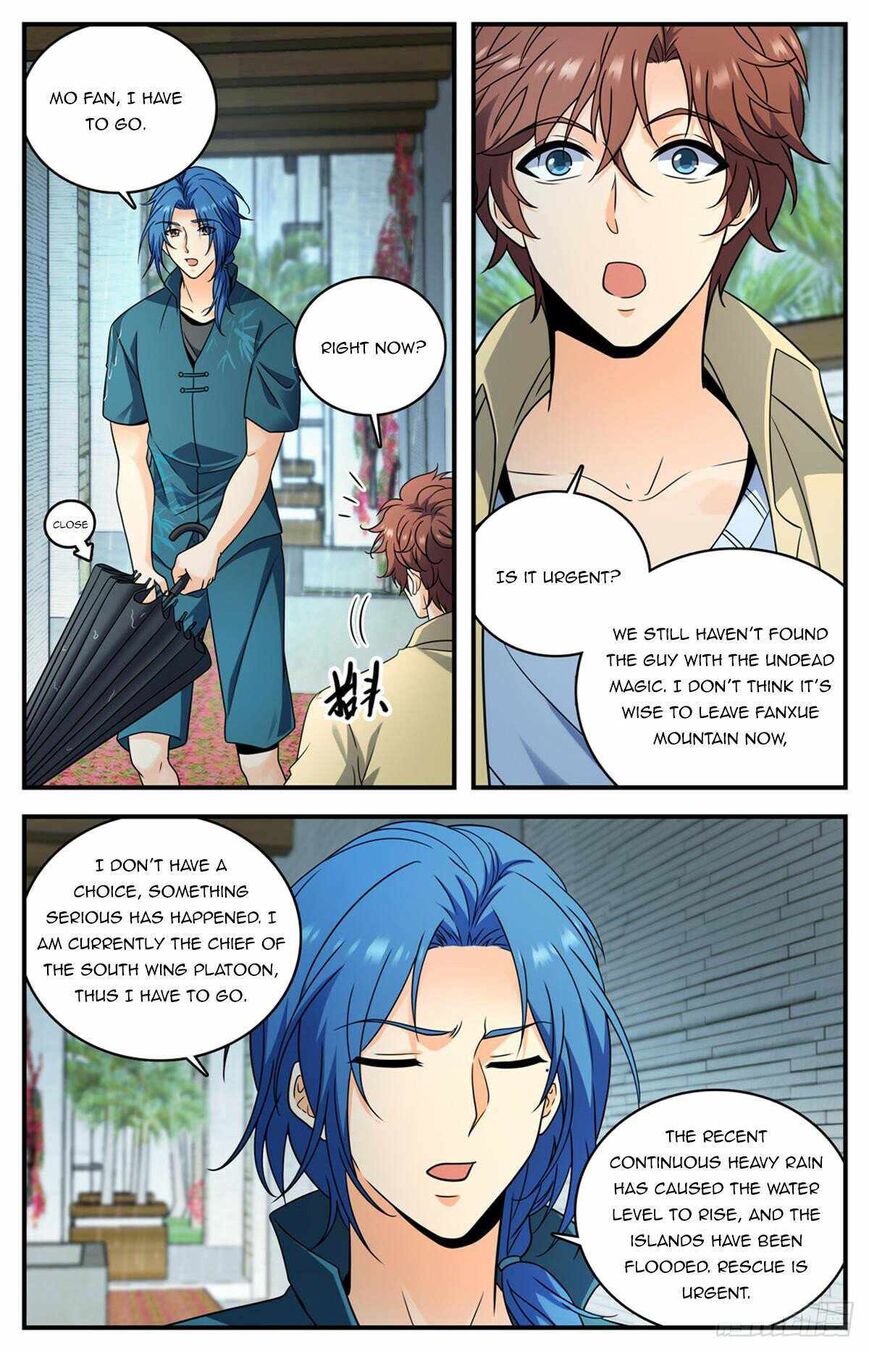 MO FAN, I HAVE
TO GO.
RIGHT NOW?
CLOSE
抬头
IS IT URGENT?
WE STILL HAVEN'T FOUND
THE GUY WITH THE UNDEAD
MAGIC. I DON'T THINK IT'S
WISE TO LEAVE FANXUE
MOUNTAIN NOW,
I DON'T HAVE A
CHOICE, SOMETHING
SERIOUS HAS HAPPENED. I
AM CURRENTLY THE CHIEF OF
THE SOUTH WING PLATOON,
THUS I HAVE TO GO.
THE RECENT
CONTINUOUS HEAVY RAIN
HAS CAUSED THE WATER
LEVEL TO RISE, AND THE
ISLANDS HAVE BEEN
FLOODED. RESCUE IS
URGENT.